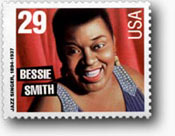 29
USA
BESSIE
SMITH
JAZZ SINGER, 1894-1937